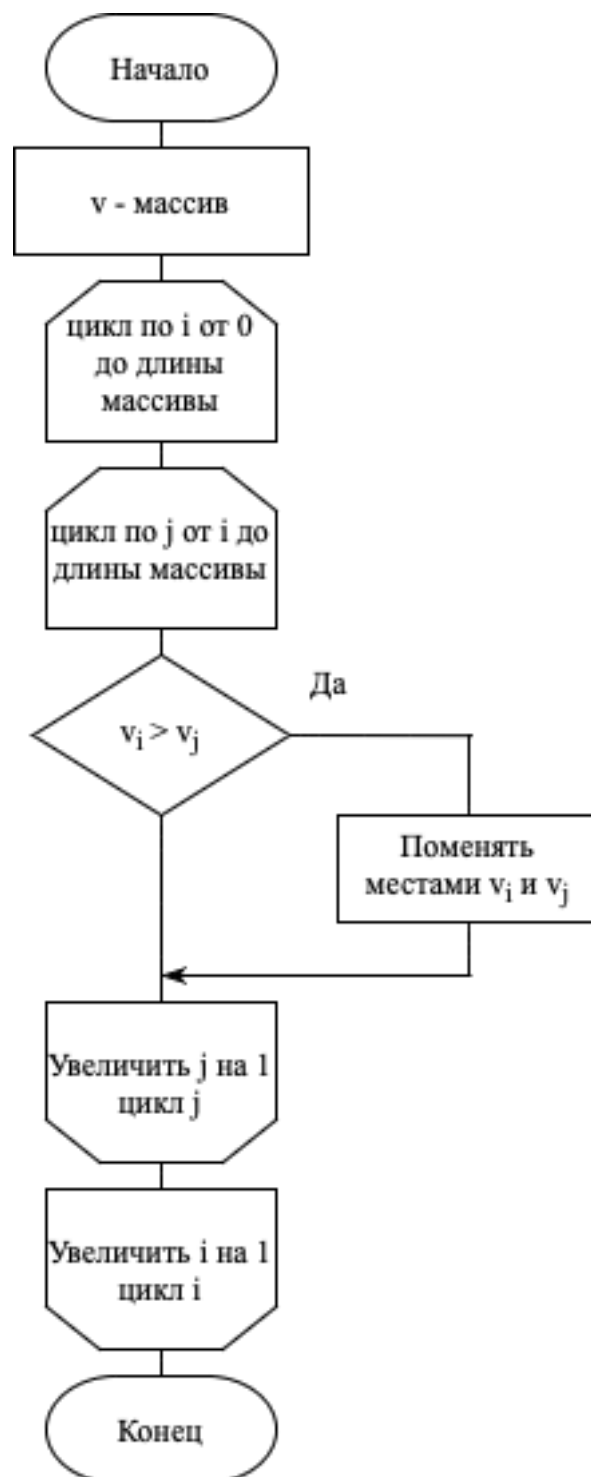 Начало
v - массив
цикл по i от 0
до длины
массивы
цикл по j от i до
длины массивы
Да
vi > vj
Поменять
местами vi и vj
Увеличить j на 1
цикл j
Увеличить i на 1
цикл i
Конец